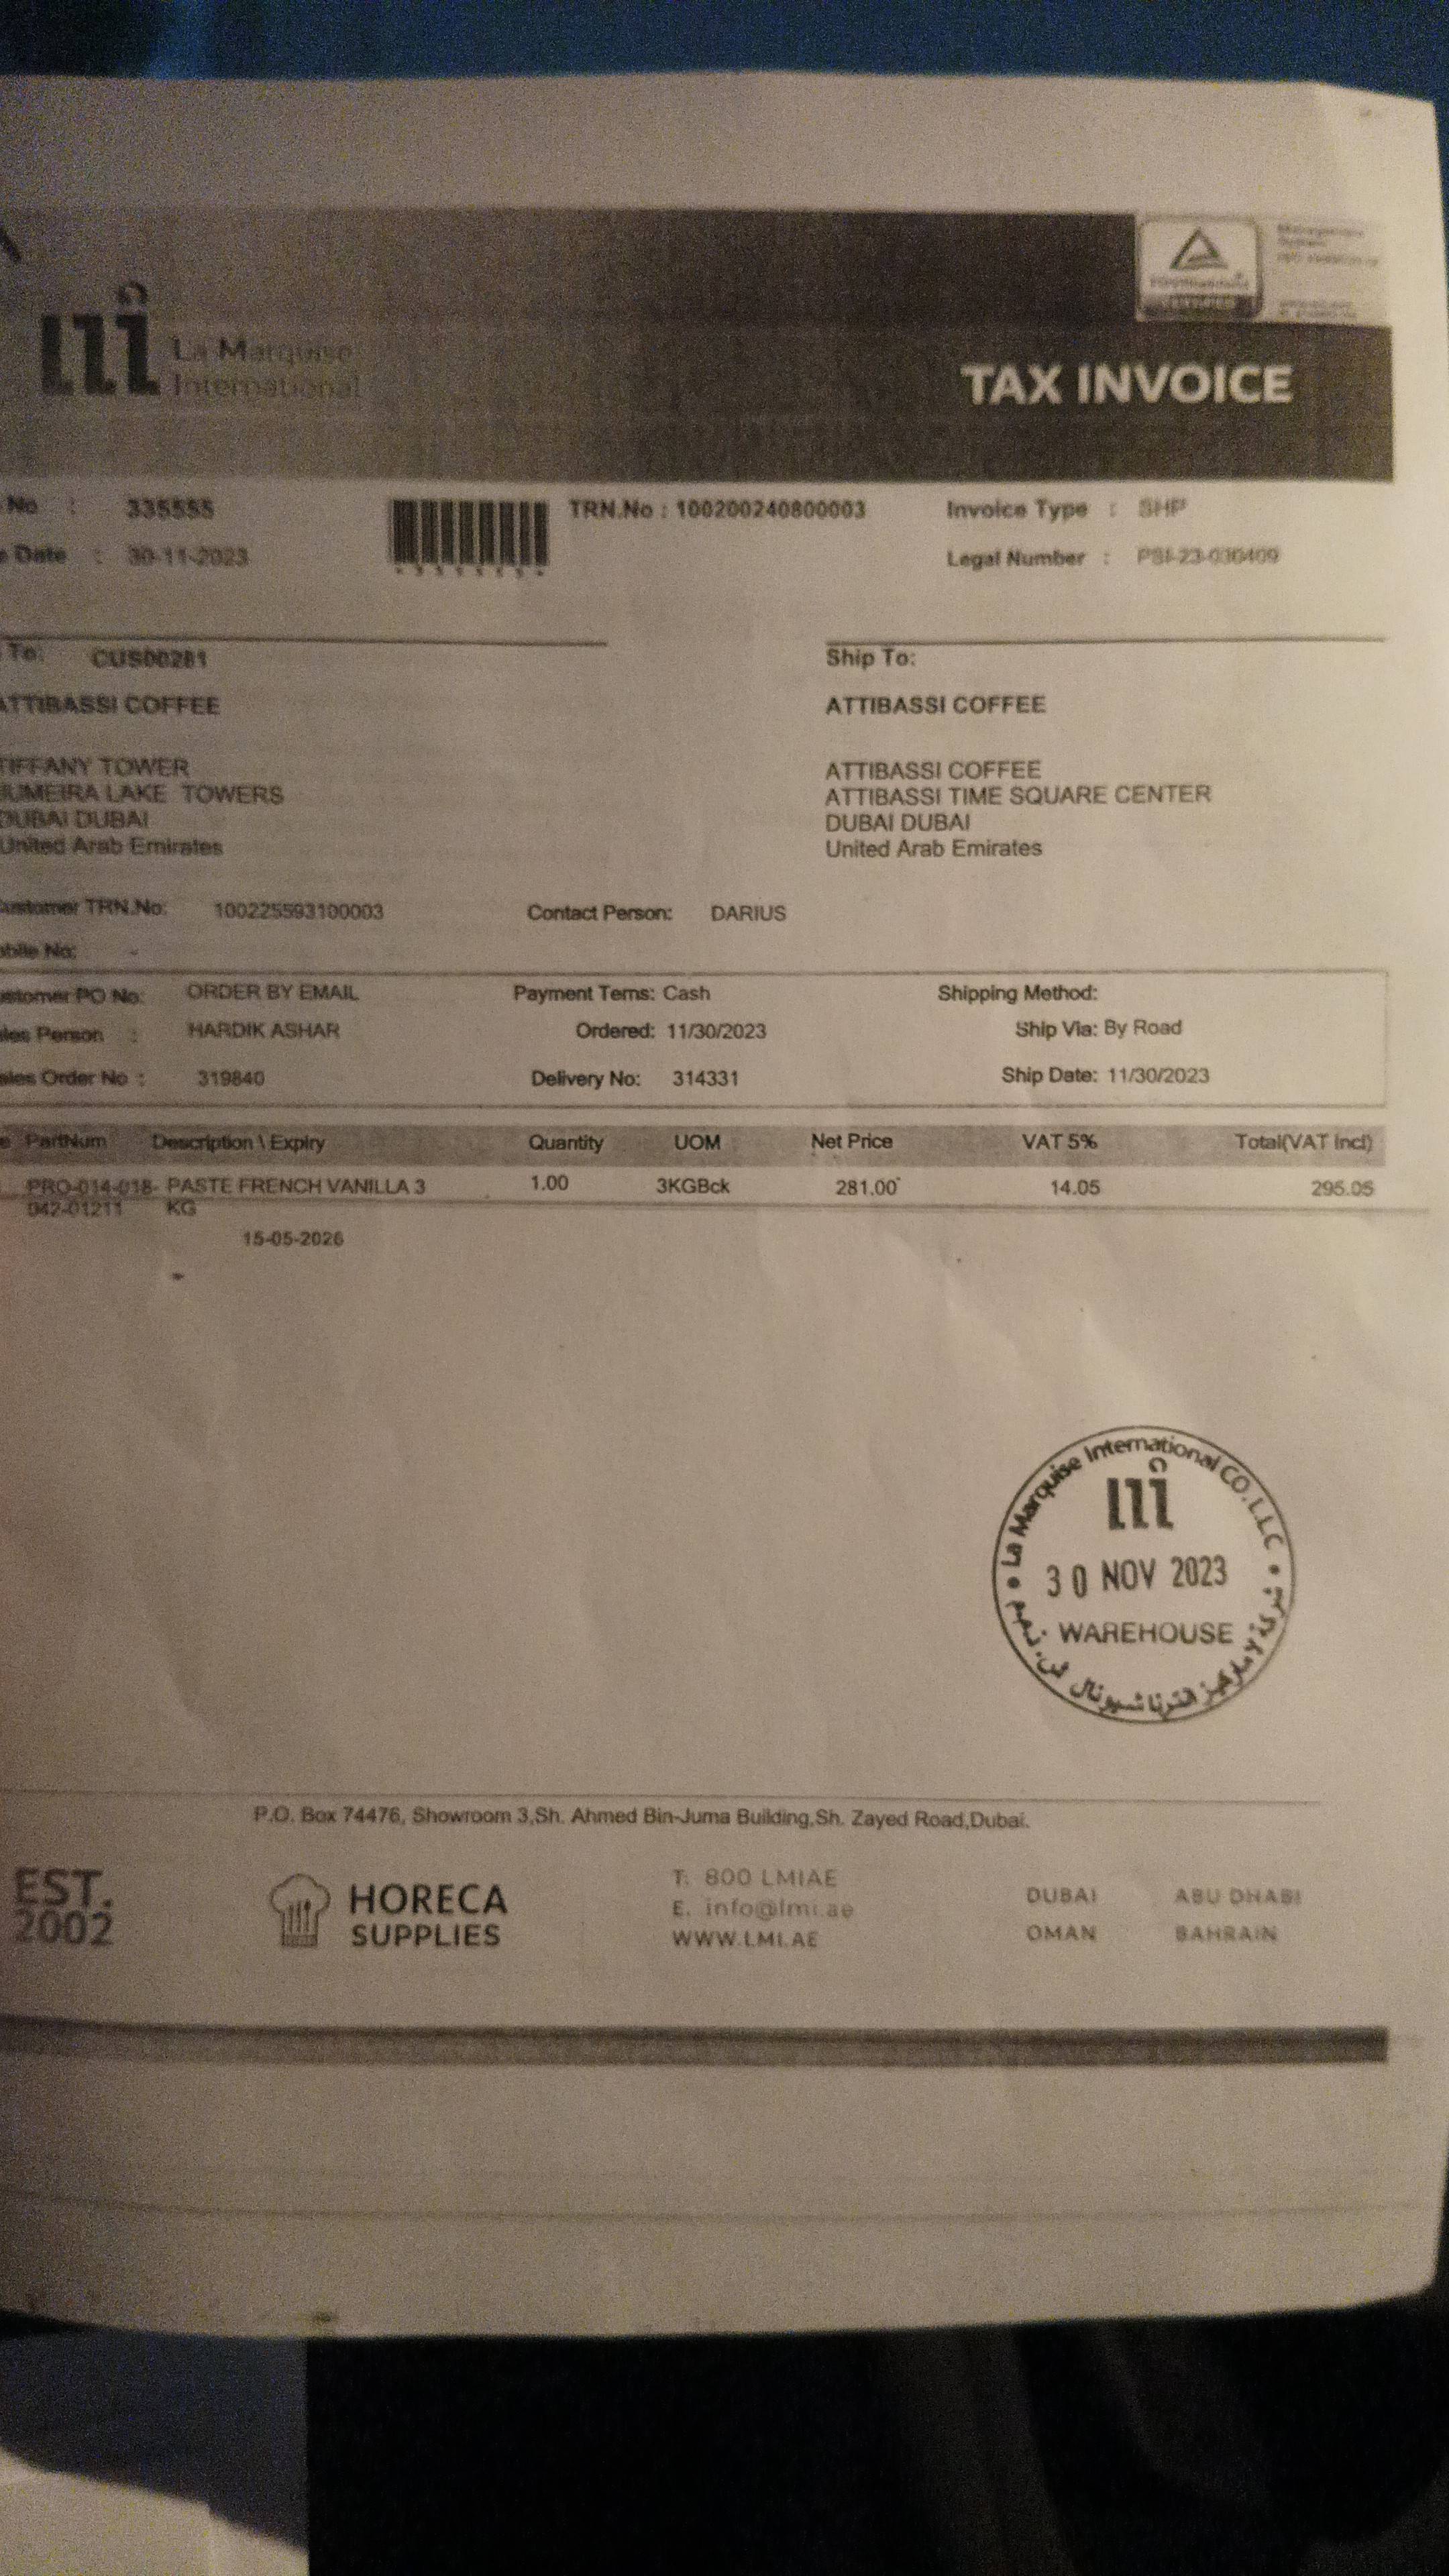 La Marquise
International
TAX INVOICE
CERTIFIED
No : 335555
TRN.No : 100200240800003
Invoice Type : SHP
Date : 30-11-2023
Legal Number : PSI-23-030409
To: CUS00281
Ship To:
ATTIBASSI COFFEE
ATTIBASSI COFFEE
TIFFANY TOWER
JUMEIRA LAKE TOWERS
DUBAI DUBAI
United Arab Emirates
ATTIBASSI COFFEE
ATTIBASSI TIME SQUARE CENTER
DUBAI DUBAI
United Arab Emirates
Customer TRN.No: 100225593100003
Contact Person: DARIUS
No: -
Customer PO No: ORDER BY EMAIL
Payment Terns: Cash
Shipping Method:
Sales Person : HARDIK ASHAR
Ordered: 11/30/2023
Ship Via: By Road
Sales Order No : 319840
Delivery No: 314331
Ship Date: 11/30/2023
PartNum Description \ Expiry Quantity UOM Net Price VAT 5% Total(VAT Incl)
PRO-014-018- PASTE FRENCH VANILLA 3 1.00 3KGBck 281.00 14.05 295.05
042-01211 KG
15-05-2026
La Marquise International CO.L.L.C
30 NOV 2023
WAREHOUSE
P.O. Box 74476, Showroom 3,Sh. Ahmed Bin-Juma Building,Sh. Zayed Road,Dubai.
EST.
2002
HORECA
SUPPLIES
T: 800 LMIAE
E. info@lmi.ae
WWW.LMI.AE
DUBAI ABU DHABI
OMAN BAHRAIN